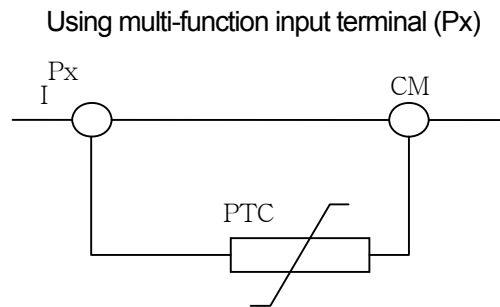 Using multi-function input terminal (Px)
Px
I
CM
PTC